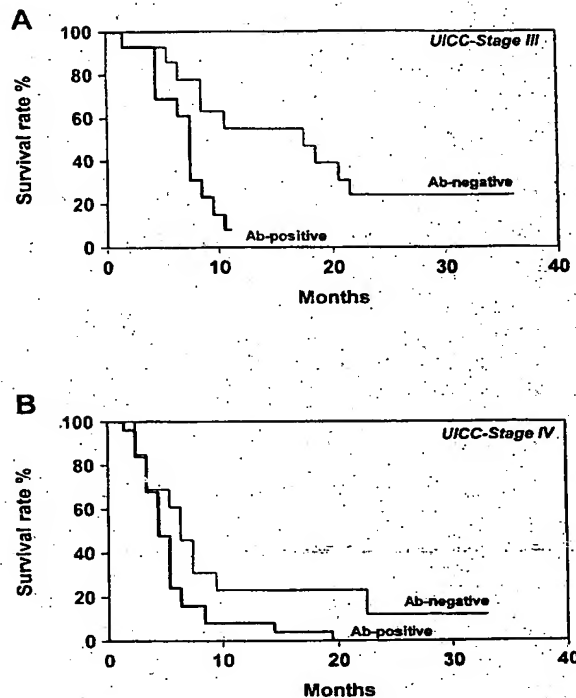 A
UICC-Stage III
Survival rate %
100
80
60
40
20
0
Ab-negative
Ab-positive
0 10 20 30 40
Months
B
UICC-Stage IV
Survival rate %
100
80
60
40
20
0
Ab-negative
Ab-positive
0 10 20 30 40
Months